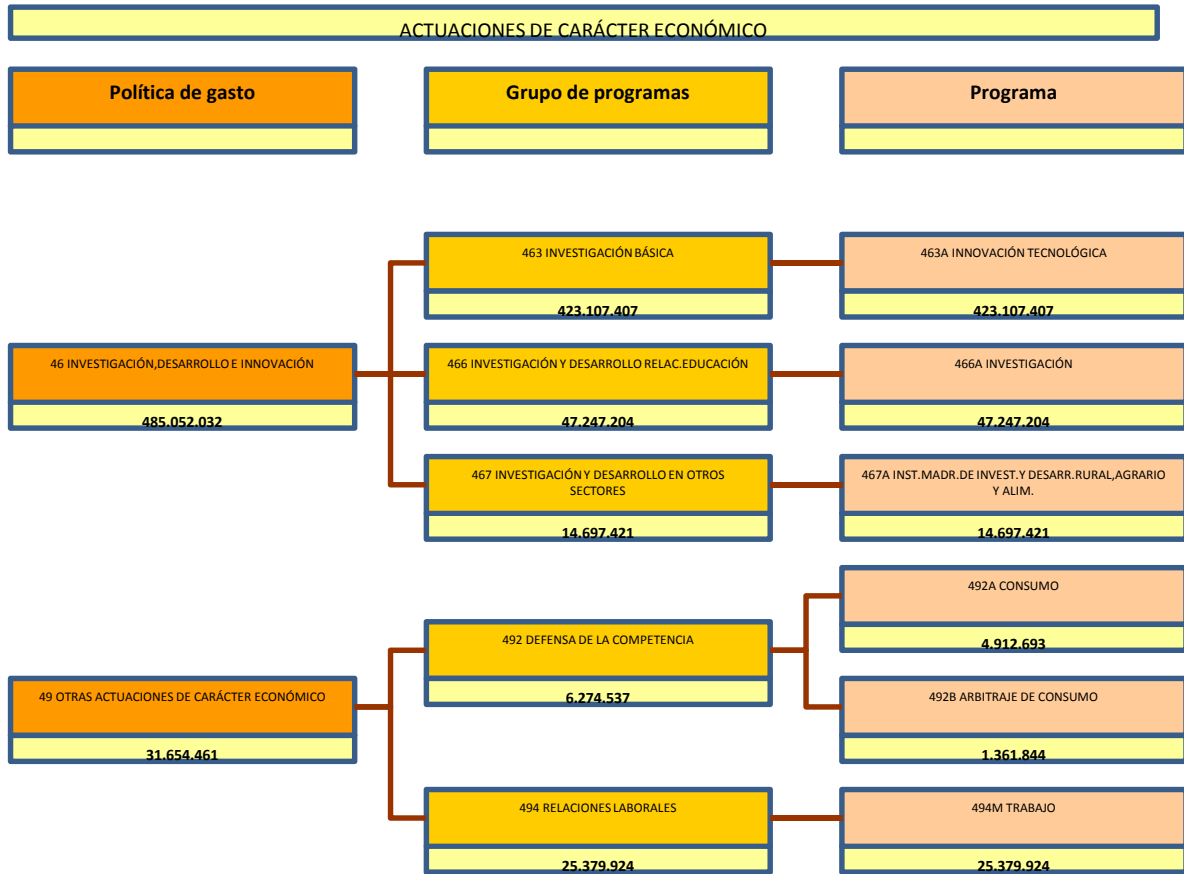 ACTUACIONES DE CARÁCTER ECONÓMICO
Política de gasto
Grupo de programas
Programa
463 INVESTIGACIÓN BÁSICA
423.107.407
463A INNOVACIÓN TECNOLÓGICA
423.107.407
46 INVESTIGACIÓN,DESARROLLO E INNOVACIÓN
485.052.032
466 INVESTIGACIÓN Y DESARROLLO RELAC.EDUCACIÓN
47.247.204
466A INVESTIGACIÓN
47.247.204
467 INVESTIGACIÓN Y DESARROLLO EN OTROS
SECTORES
14.697.421
467A INST.MADR.DE INVEST.Y DESARR.RURAL,AGRARIO
Y ALIM.
14.697.421
492A CONSUMO
4.912.693
492 DEFENSA DE LA COMPETENCIA
6.274.537
49 OTRAS ACTUACIONES DE CARÁCTER ECONÓMICO
31.654.461
492B ARBITRAJE DE CONSUMO
1.361.844
494 RELACIONES LABORALES
25.379.924
494M TRABAJO
25.379.924